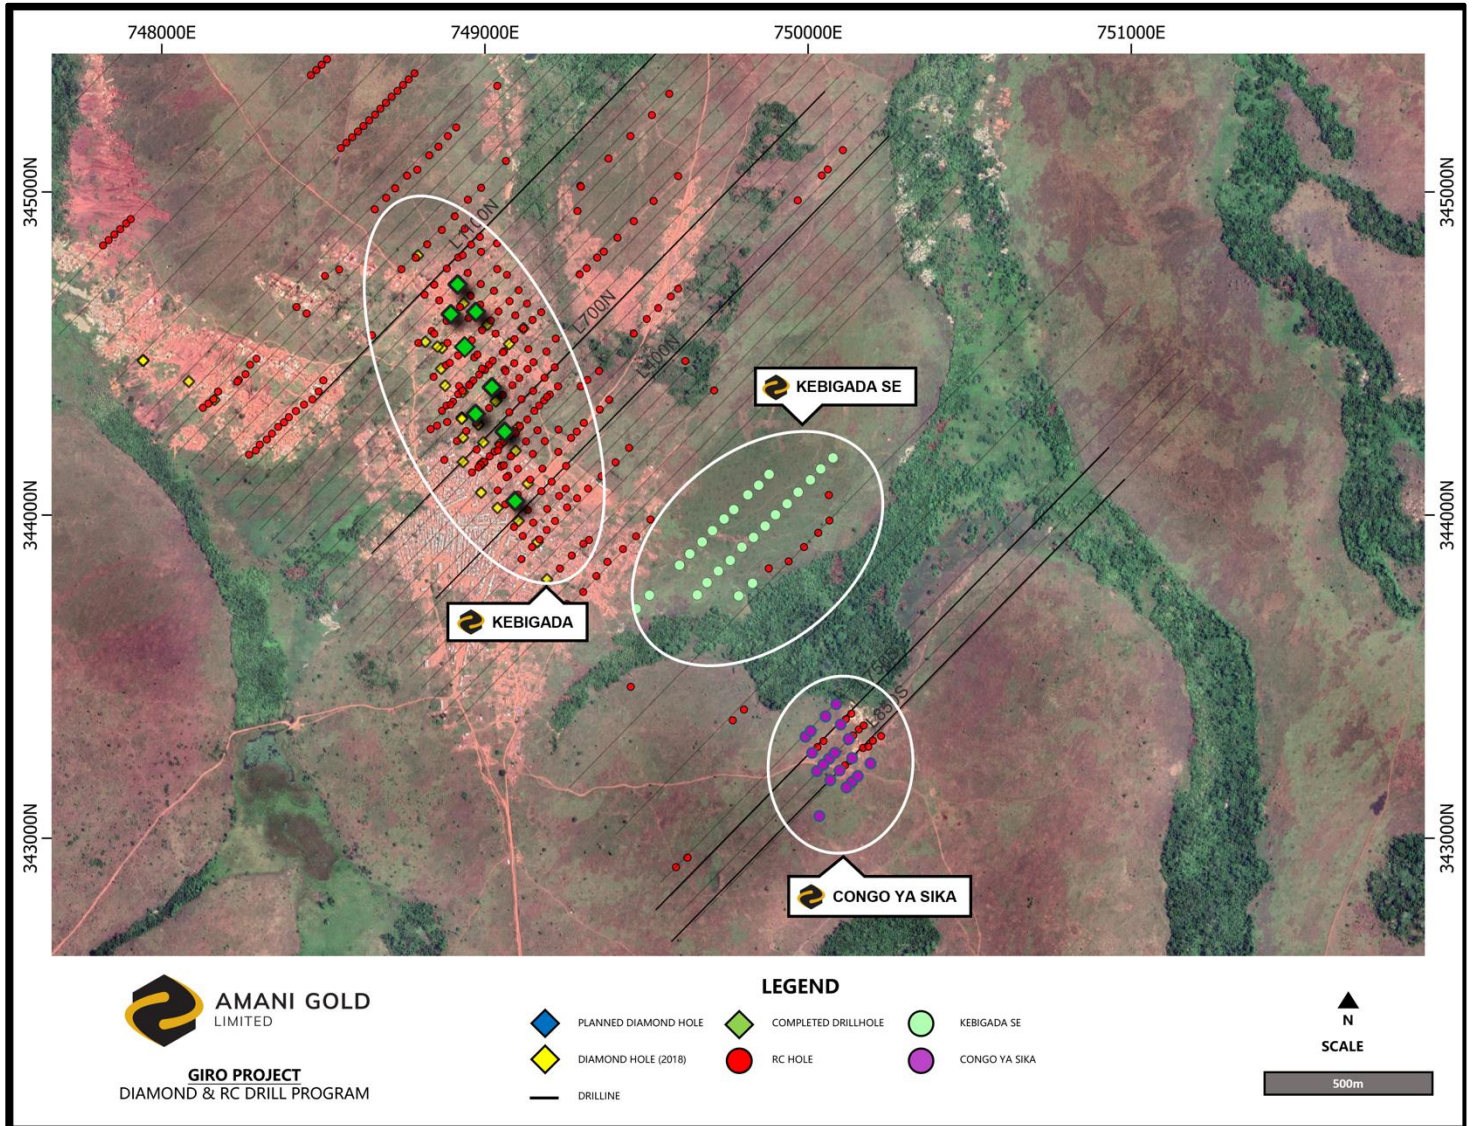 748000E 749000E 750000E 751000E
345000N
345000N
L1100N
L700N
L400N
KEBIGADA SE
344000N
344000N
KEBIGADA
L850S
CONGO YA SIKA
343000N
343000N
AMANI GOLD
LIMITED
GIRO PROJECT
DIAMOND & RC DRILL PROGRAM
LEGEND
PLANNED DIAMOND HOLE
COMPLETED DRILLHOLE
KEBIGADA SE
DIAMOND HOLE (2018)
RC HOLE
CONGO YA SIKA
DRILLINE
N
SCALE
500m